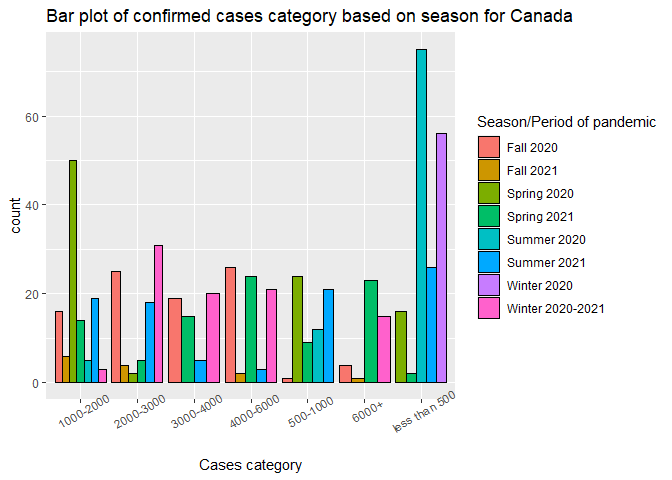 Bar plot of confirmed cases category based on season for Canada
60
40
20
0
count
1000-2000
2000-3000
3000-4000
4000-6000
500-1000
6000+
less than 500
Cases category
Season/Period of pandemic
Fall 2020
Fall 2021
Spring 2020
Spring 2021
Summer 2020
Summer 2021
Winter 2020
Winter 2020-2021